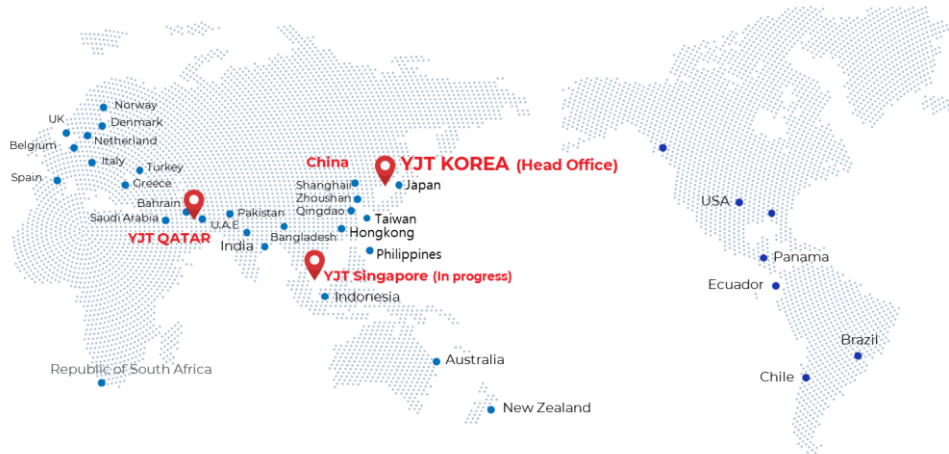 Norway
UK
Denmark
Netherland
Belgium
Italy
Turkey
Spain
Greece
China
YJT KOREA (Head Office)
Shanghair
Japan
Zhoushan
Qingdao
Bahrain
Saudi Arabia
U.A.E
Pakistan
Taiwan
YJT QATAR
India
Bangladesh
Hongkong
Philippines
YJT Singapore (In progress)
Indonesia
Republic of South Africa
Australia
New Zealand
USA
Panama
Ecuador
Brazil
Chile